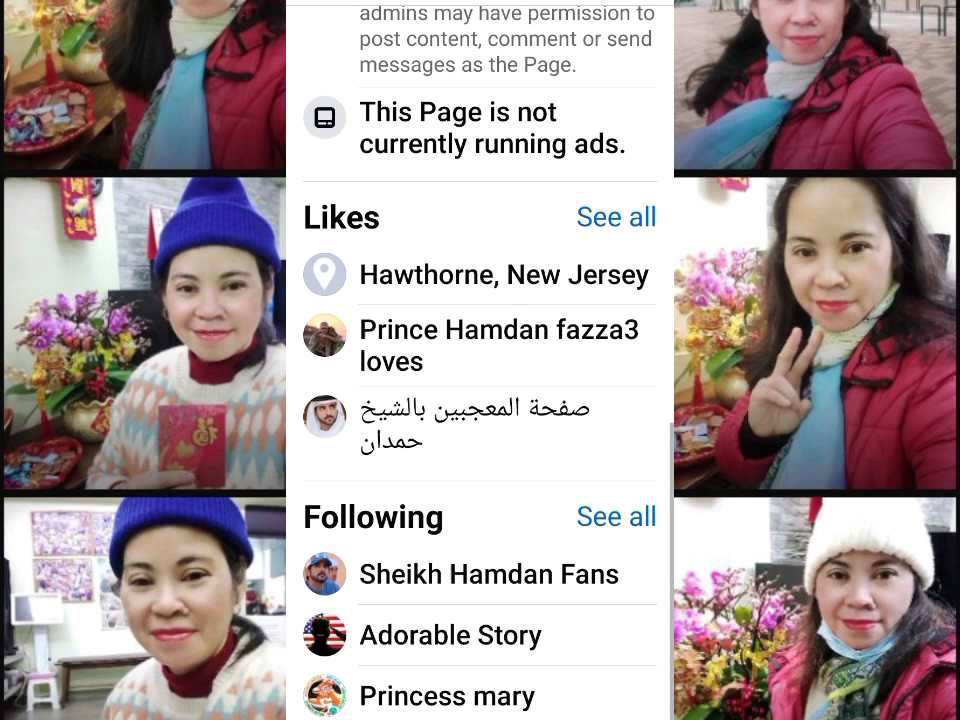 admins may have permission to
post content, comment or send
messages as the Page.
This Page is not
currently running ads.
Likes
See all
Hawthorne, New Jersey
Prince Hamdan fazza3
loves
صفحة المعجبين بالشيخ
حمدان
Following
See all
Sheikh Hamdan Fans
Adorable Story
Princess mary